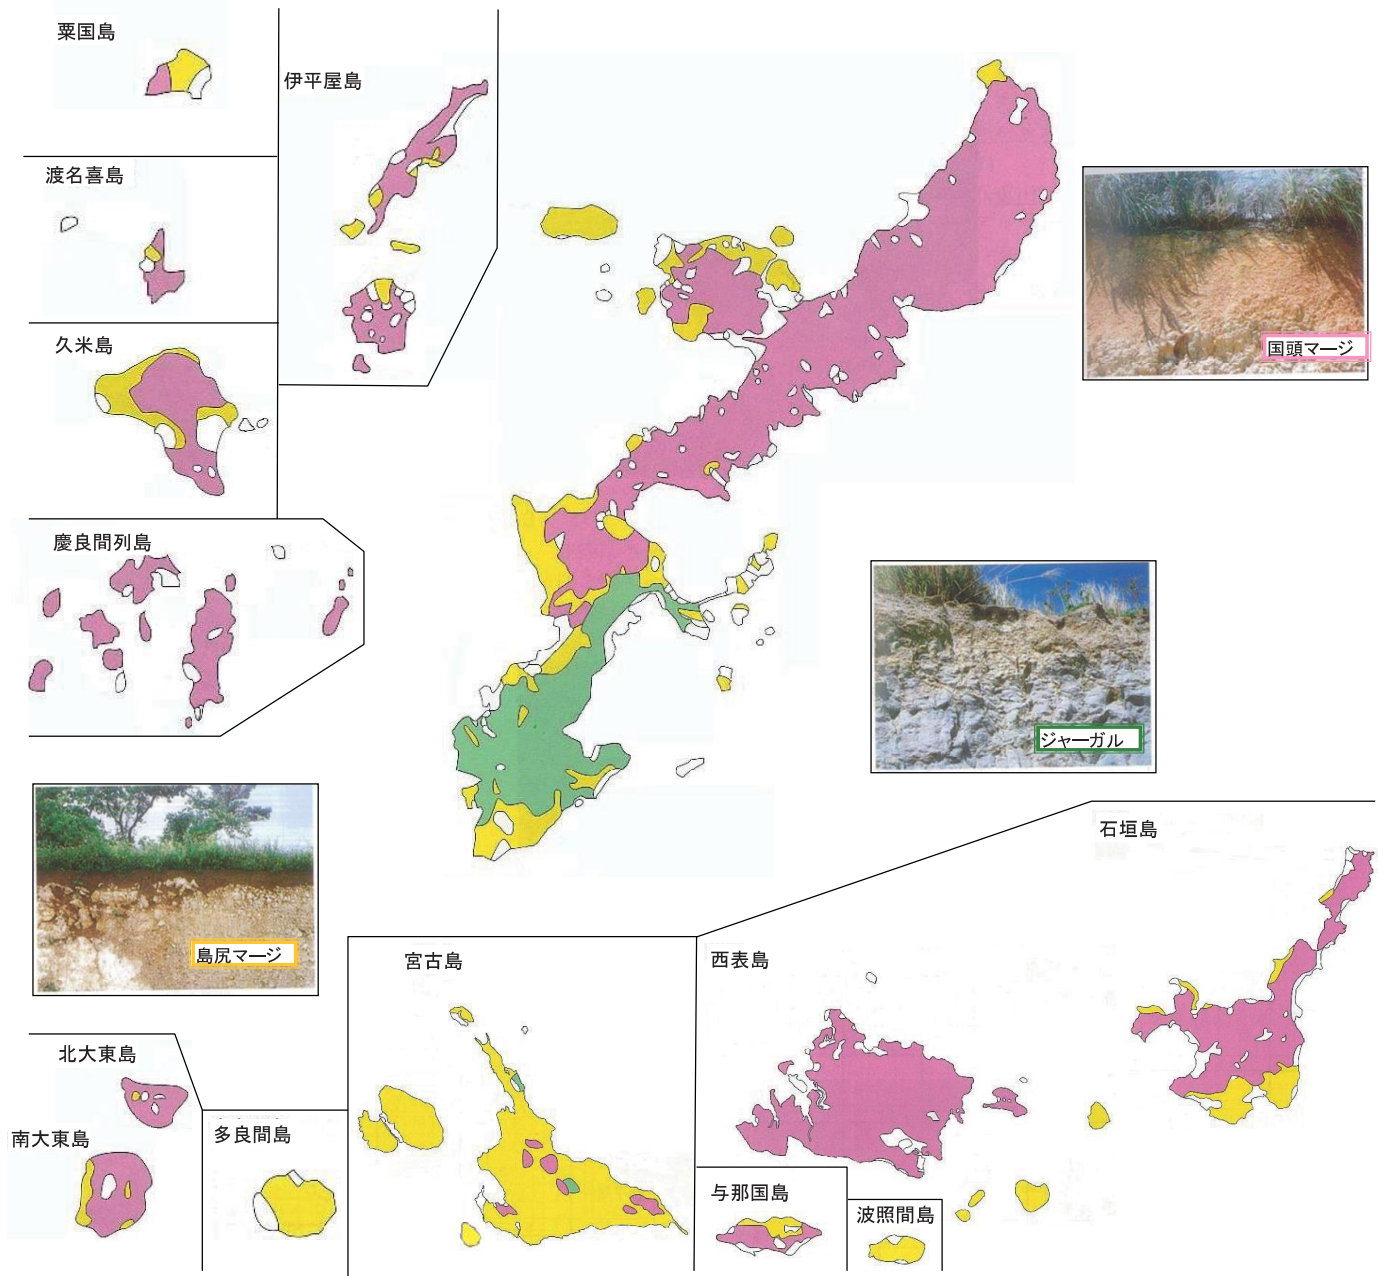 粟国島
伊平屋島
渡名喜島
久米島
国頭マージ
慶良間列島
ジャーガル
島尻マージ
石垣島
宮古島
西表島
北大東島
南大東島
多良間島
与那国島
波照間島